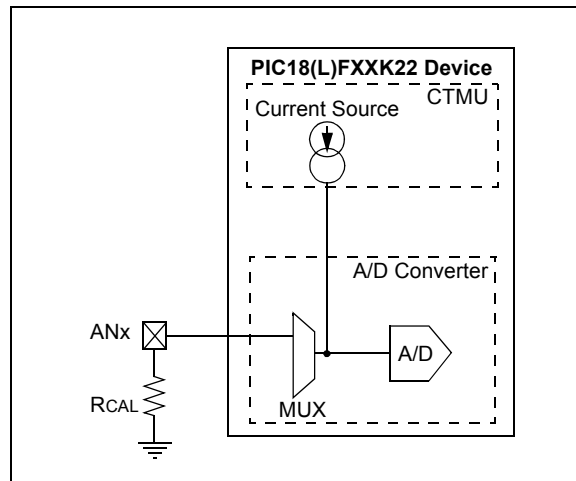 PIC18(L)FXXK22 Device
CTMU
Current Source
A/D Converter
ANx
A/D
RCAL
MUX